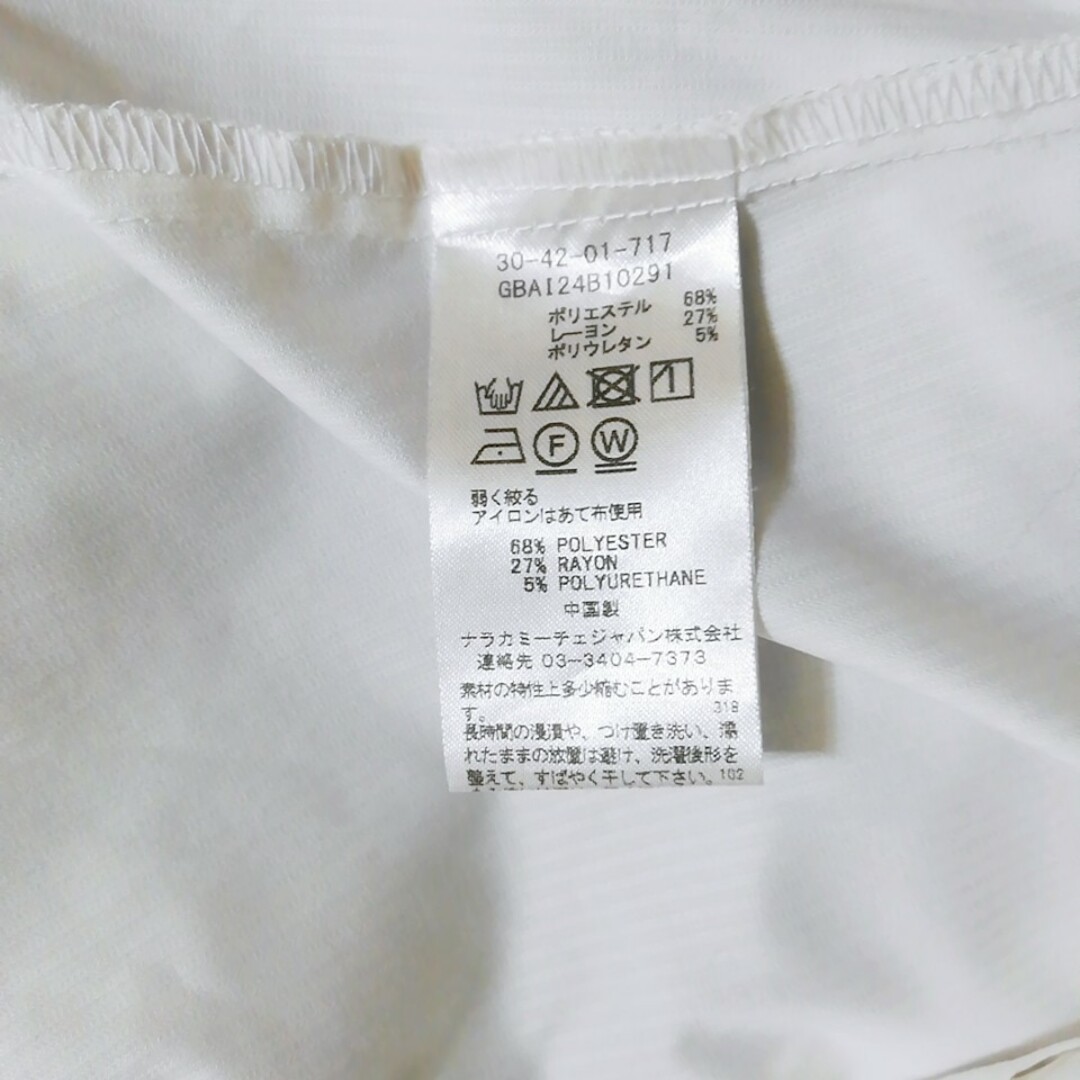 30-42-01-717
GBAI24B10291
ポリエステル 68%
レーヨン 27%
ポリウレタン 5%
F W
弱く絞る
アイロンはあて布使用
68% POLYESTER
27% RAYON
5% POLYURETHANE
中国製
ナラカミーチェジャパン株式会社
連絡先 03-3404-7373
素材の特性上多少縮むことがありま
す。 318
長時間の浸漬や、つけ置き洗い、濡
れたままの放置は避け、洗濯後形を
整えて、すばやく干して下さい。 102